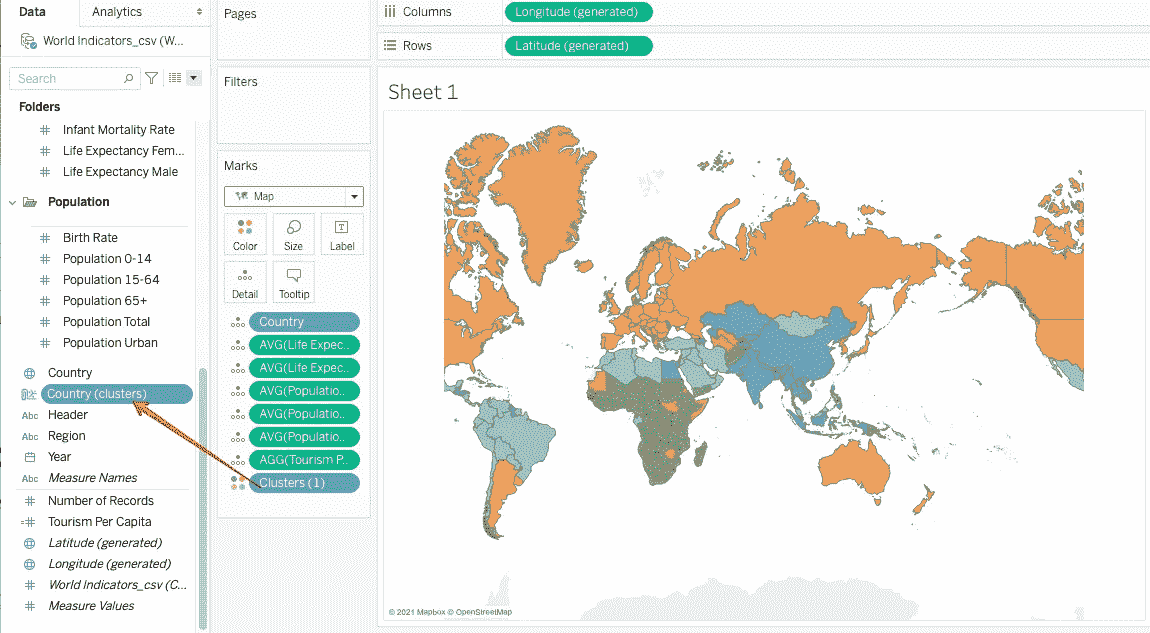 Data
Analytics
World Indicators_csv (W...
Search
Folders
Infant Mortality Rate
Life Expectancy Fem...
Life Expectancy Male
Population
Birth Rate
Population 0-14
Population 15-64
Population 65+
Population Total
Population Urban
Country
Country (clusters)
Abc Header
Abc Region
Year
Abc Measure Names
Number of Records
Tourism Per Capita
Latitude (generated)
Longitude (generated)
World Indicators_csv (C...
Measure Values
Pages
Filters
Marks
Map
Color
Size
Label
Detail
Tooltip
Country
AVG(Life Expec..
AVG(Life Expec..
AVG(Populatio..
AVG(Populatio..
AVG(Populatio..
AGG(Tourism P..
Clusters (1)
Columns
Longitude (generated)
Rows
Latitude (generated)
Sheet 1
© 2021 Mapbox © OpenStreetMap